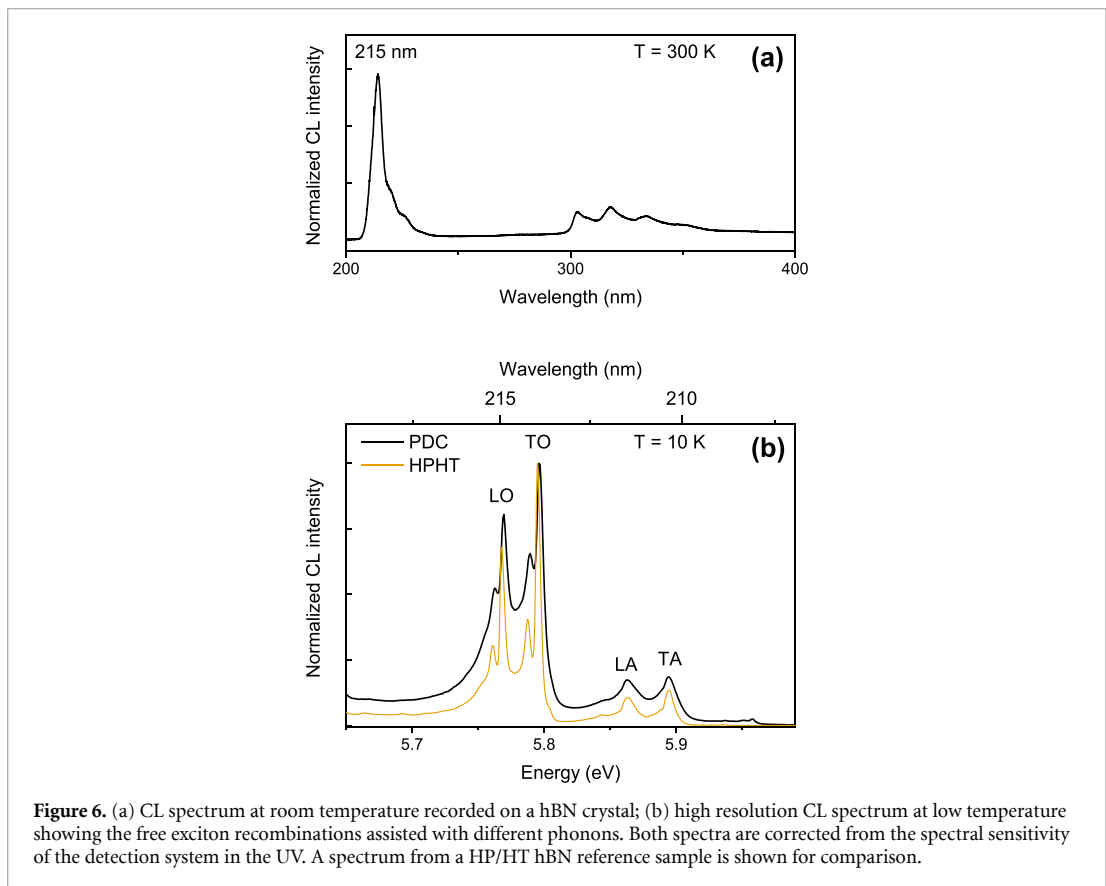 215 nm
T = 300 K
(a)
Normalized CL intensity
200
300
400
Wavelength (nm)
Wavelength (nm)
215
210
PDC
HPHT
TO
T = 10 K
(b)
LO
LA
TA
Normalized CL intensity
5.7
5.8
5.9
Energy (eV)
Figure 6. (a) CL spectrum at room temperature recorded on a hBN crystal; (b) high resolution CL spectrum at low temperature
showing the free exciton recombinations assisted with different phonons. Both spectra are corrected from the spectral sensitivity
of the detection system in the UV. A spectrum from a HP/HT hBN reference sample is shown for comparison.